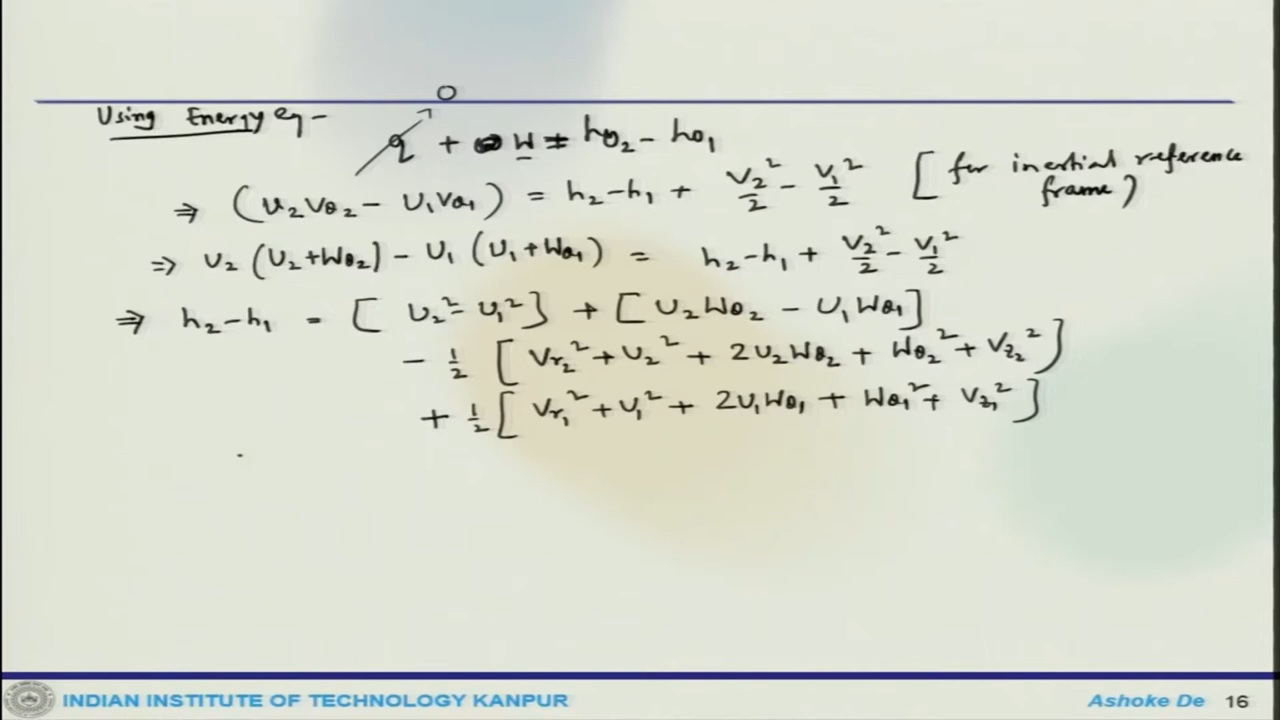 Using Energy eq-
q + W = h02 - h01
0
⇒ (U2Vθ2 - U1Vθ1) = h2-h1 + V2²/2 - V1²/2 [for inertial reference frame)
⇒ U2 (U2+Wθ2) - U1 (U1+Wθ1) = h2-h1 + V2²/2 - V1²/2
⇒ h2-h1 = [U2² - U1²] + [U2Wθ2 - U1Wθ1]
- 1/2 [Vr2² + U2² + 2U2Wθ2 + Wθ2² + Vz2²]
+ 1/2 [Vr1² + U1² + 2U1Wθ1 + Wθ1² + Vz1²]
INDIAN INSTITUTE OF TECHNOLOGY KANPUR
Ashoke De 16